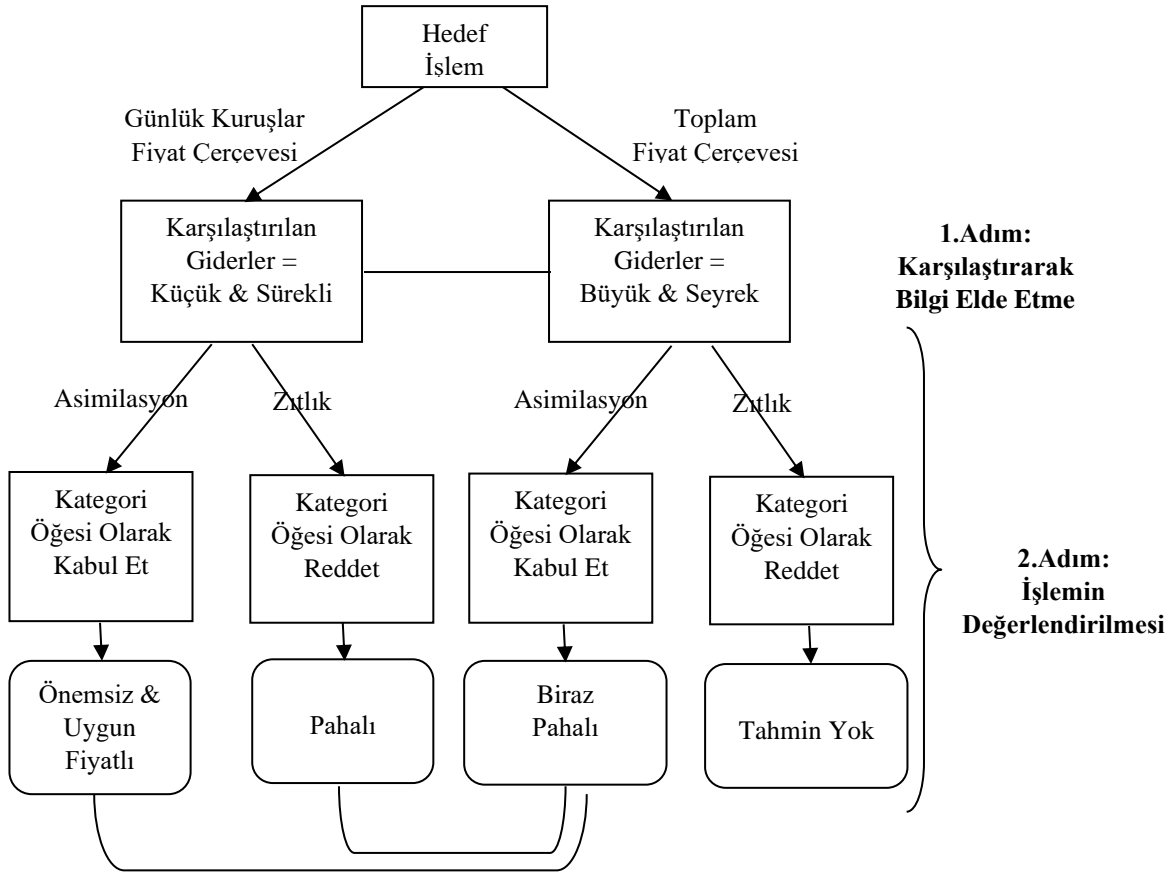 Hedef
İşlem
Günlük Kuruşlar
Fiyat Çerçevesi
Toplam
Fiyat Çerçevesi
Karşılaştırılan
Giderler =
Küçük & Sürekli
Karşılaştırılan
Giderler =
Büyük & Seyrek
1.Adım:
Karşılaştırarak
Bilgi Elde Etme
Asimilasyon
Zıtlık
Asimilasyon
Zıtlık
Kategori
Öğesi Olarak
Kabul Et
Kategori
Öğesi Olarak
Reddet
Kategori
Öğesi Olarak
Kabul Et
Kategori
Öğesi Olarak
Reddet
2.Adım:
İşlemin
Değerlendirilmesi
Önemsiz &
Uygun
Fiyatlı
Pahalı
Biraz
Pahalı
Tahmin Yok